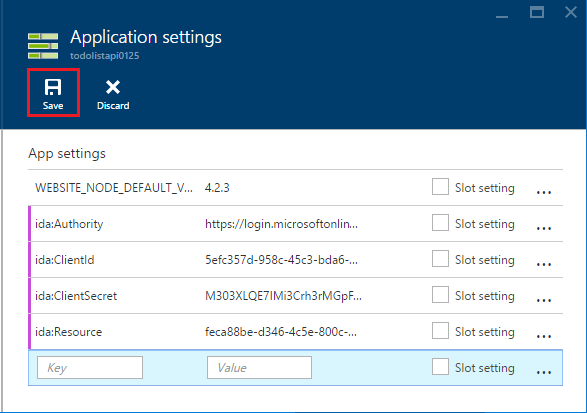 Application settings
todolistapi0125
Save Discard
App settings
WEBSITE_NODE_DEFAULT_V... 4.2.3 Slot setting ...
ida:Authority https://login.microsoftonlin... Slot setting ...
ida:ClientId 5efc357d-958c-45c3-bda6-... Slot setting ...
ida:ClientSecret M303XLQE7IMi3Crh3rMGpF... Slot setting ...
ida:Resource feca88be-d346-4c5e-800c-... Slot setting ...
Key Value Slot setting ...